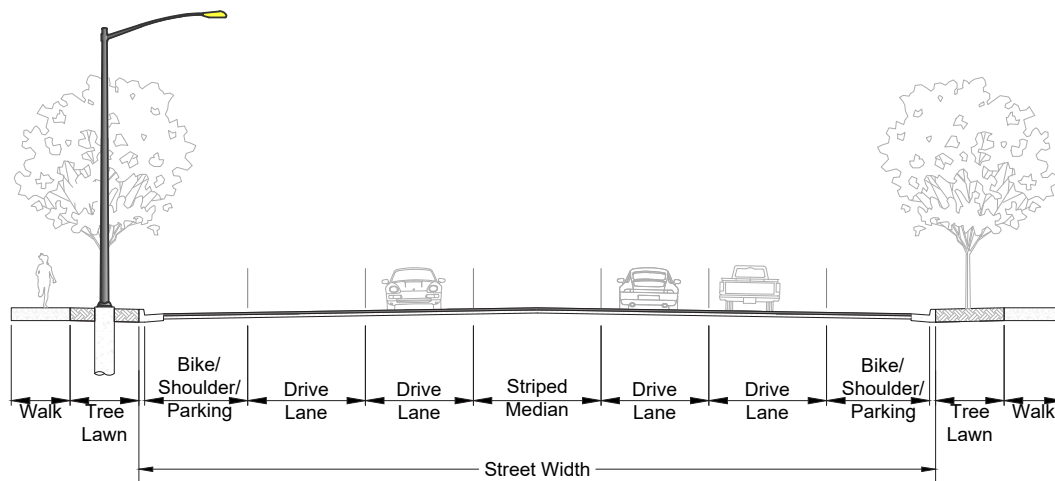 Walk
Tree
Lawn
Bike/
Shoulder/
Parking
Drive
Lane
Drive
Lane
Striped
Median
Drive
Lane
Drive
Lane
Bike/
Shoulder/
Parking
Tree
Lawn
Walk
Street Width